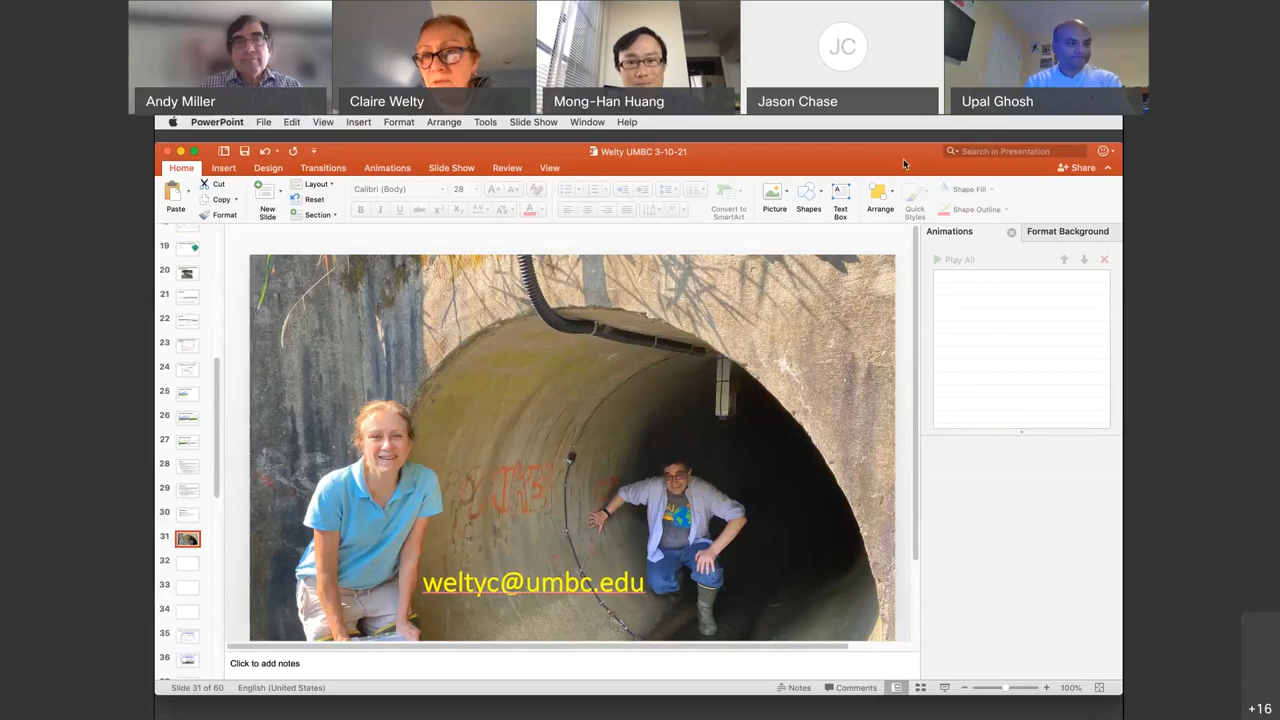 JC
Andy Miller
Claire Welty
Mong-Han Huang
Jason Chase
Upal Ghosh
PowerPoint File Edit View Insert Format Arrange Tools Slide Show Window Help
Welty UMBC 3-10-21
Search in Presentation
Home Insert Design Transitions Animations Slide Show Review View
Share
Paste
Cut
Copy
Format
New Slide
Layout
Reset
Section
Calibri (Body) 28
Convert to SmartArt
Picture Shapes Text Box Arrange Quick Styles
Shape Fill
Shape Outline
Animations Format Background
Play All
19
20
21
22
23
24
25
26
27
28
29
30
31
32
33
34
35
36
weltyc@umbc.edu
Click to add notes
Slide 31 of 60 English (United States) Notes Comments 100%
+16